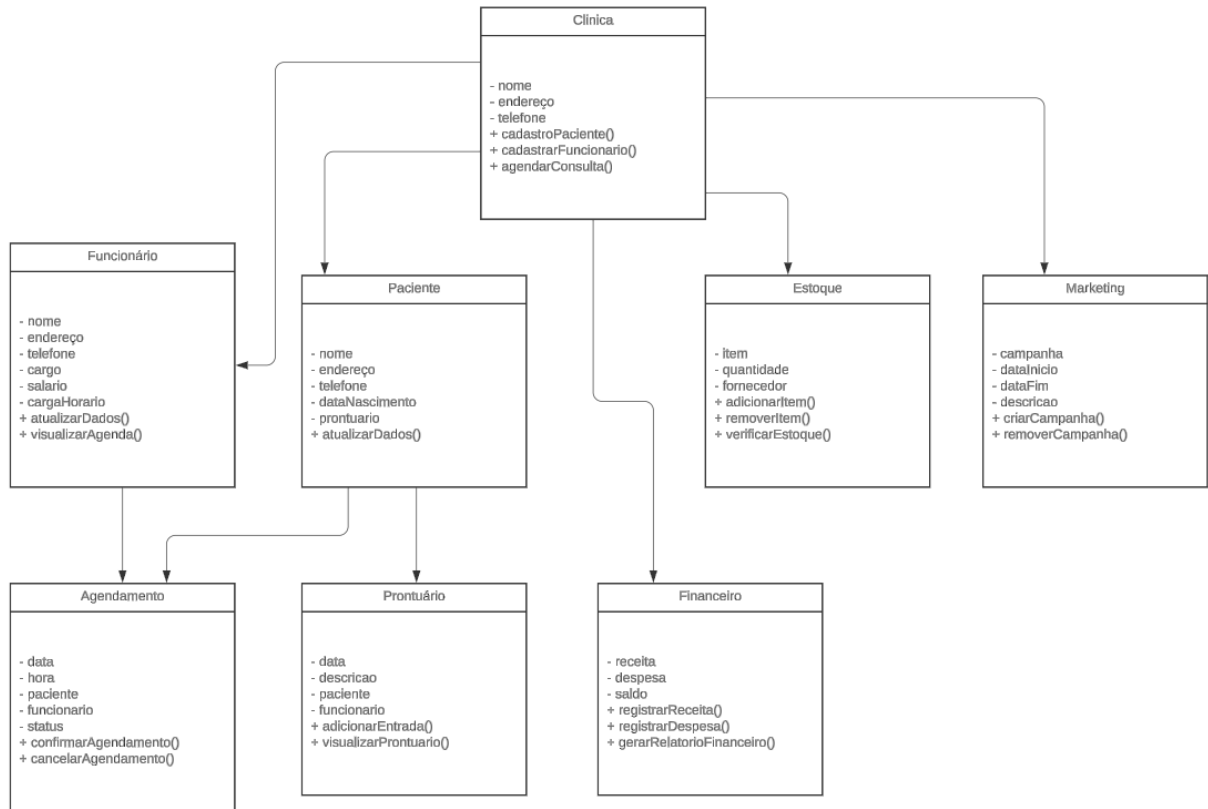 Clinica
- nome
- endereço
- telefone
+ cadastroPaciente()
+ cadastrarFuncionario()
+ agendarConsulta()
Funcionário
- nome
- endereço
- telefone
- cargo
- salario
- cargaHorario
+ atualizarDados()
+ visualizarAgenda()
Paciente
- nome
- endereço
- telefone
- dataNascimento
- prontuario
+ atualizarDados()
Estoque
- item
- quantidade
- fornecedor
+ adicionarItem()
+ removerItem()
+ verificarEstoque()
Marketing
- campanha
- dataInicio
- dataFim
- descricao
+ criarCampanha()
+ removerCampanha()
Agendamento
- data
- hora
- paciente
- funcionario
- status
+ confirmarAgendamento()
+ cancelarAgendamento()
Prontuário
- data
- descricao
- paciente
- funcionario
+ adicionarEntrada()
+ visualizarProntuario()
Financeiro
- receita
- despesa
- saldo
+ registrarReceita()
+ registrarDespesa()
+ gerarRelatorioFinanceiro()